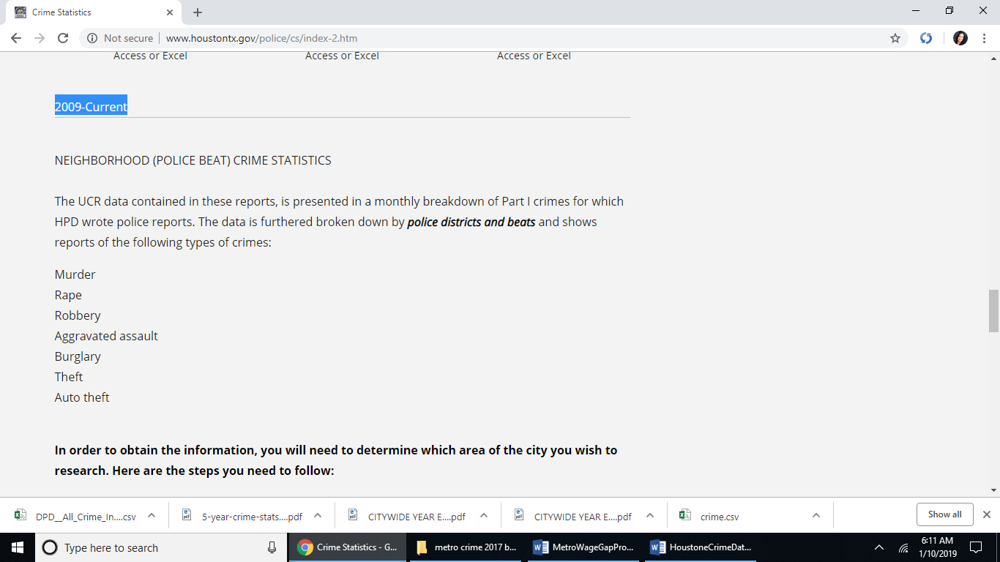 Crime Statistics
Not secure
www.houstontx.gov/police/cs/index-2.htm
Access or Excel Access or Excel Access or Excel
2009-Current
NEIGHBORHOOD (POLICE BEAT) CRIME STATISTICS
The UCR data contained in these reports, is presented in a monthly breakdown of Part I crimes for which
HPD wrote police reports. The data is furthered broken down by police districts and beats and shows
reports of the following types of crimes:
Murder
Rape
Robbery
Aggravated assault
Burglary
Theft
Auto theft
In order to obtain the information, you will need to determine which area of the city you wish to
research. Here are the steps you need to follow:
DPD__All_Crime_In....csv 5-year-crime-stats....pdf CITYWIDE YEAR E....pdf CITYWIDE YEAR E....pdf crime.csv Show all
Type here to search Crime Statistics - G... metro crime 2017 b... MetroWageGapPro... HoustoneCrimeDat... 6:11 AM
1/10/2019